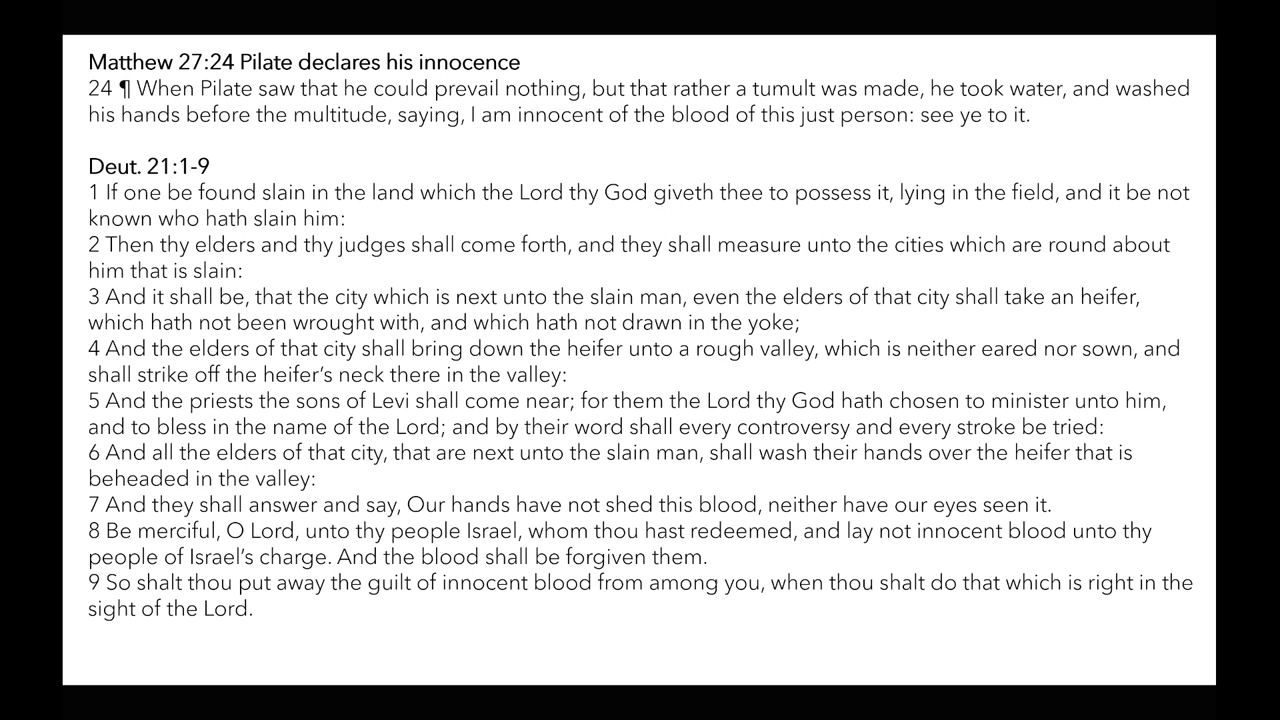 Matthew 27:24 Pilate declares his innocence
24 ¶ When Pilate saw that he could prevail nothing, but that rather a tumult was made, he took water, and washed
his hands before the multitude, saying, I am innocent of the blood of this just person: see ye to it.
Deut. 21:1-9
1 If one be found slain in the land which the Lord thy God giveth thee to possess it, lying in the field, and it be not
known who hath slain him:
2 Then thy elders and thy judges shall come forth, and they shall measure unto the cities which are round about
him that is slain:
3 And it shall be, that the city which is next unto the slain man, even the elders of that city shall take an heifer,
which hath not been wrought with, and which hath not drawn in the yoke;
4 And the elders of that city shall bring down the heifer unto a rough valley, which is neither eared nor sown, and
shall strike off the heifer’s neck there in the valley:
5 And the priests the sons of Levi shall come near; for them the Lord thy God hath chosen to minister unto him,
and to bless in the name of the Lord; and by their word shall every controversy and every stroke be tried:
6 And all the elders of that city, that are next unto the slain man, shall wash their hands over the heifer that is
beheaded in the valley:
7 And they shall answer and say, Our hands have not shed this blood, neither have our eyes seen it.
8 Be merciful, O Lord, unto thy people Israel, whom thou hast redeemed, and lay not innocent blood unto thy
people of Israel’s charge. And the blood shall be forgiven them.
9 So shalt thou put away the guilt of innocent blood from among you, when thou shalt do that which is right in the
sight of the Lord.